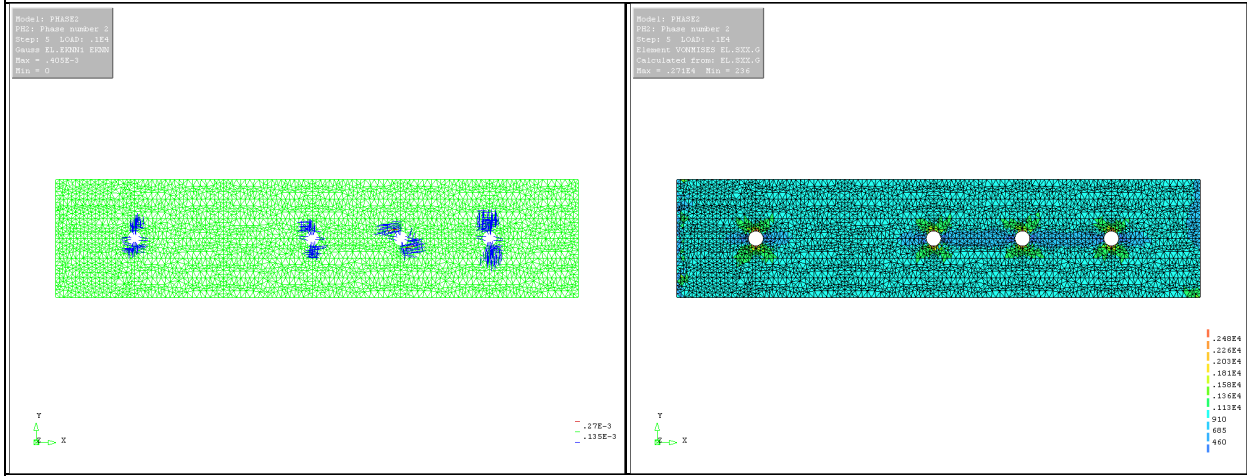 Model: PHASE2
PH2: Phase number 2
Step: 5 LOAD: .1E4
Gauss EL.EKNN1 EKNN
Max = .405E-3
Min = 0
Y
Z X
.27E-3
.135E-3
Model: PHASE2
PH2: Phase number 2
Step: 5 LOAD: .1E4
Element VONMISES EL.SXX.G
Calculated from: EL.SXX.G
Max = .271E4 Min = 236
.248E4
.226E4
.203E4
.181E4
.158E4
.136E4
.113E4
910
685
460
Y
Z X